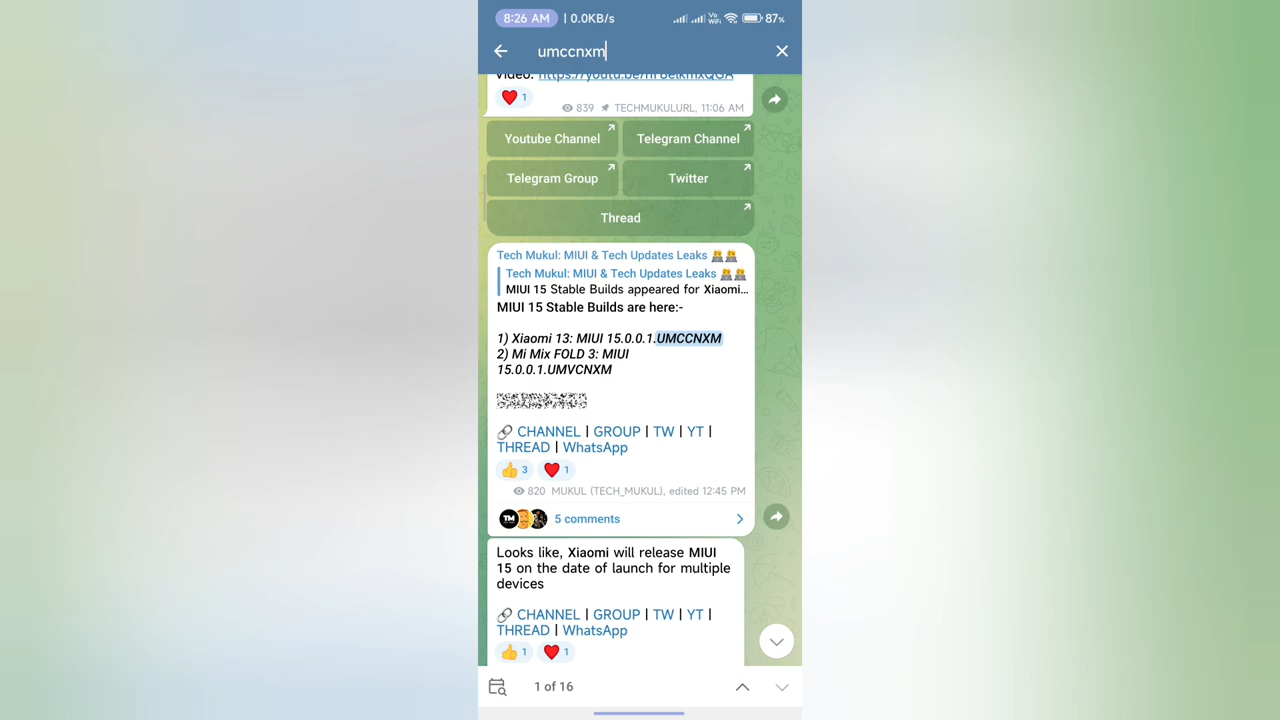 8:26 AM | 0.0KB/s Vo WiFi 87%
umccnxm
Video:
1
839 TECHMUKULURL, 11:06 AM
Youtube Channel Telegram Channel
Telegram Group Twitter
Thread
Tech Mukul: MIUI & Tech Updates Leaks
Tech Mukul: MIUI & Tech Updates Leaks
MIUI 15 Stable Builds appeared for Xiaomi...
MIUI 15 Stable Builds are here:-
1) Xiaomi 13: MIUI 15.0.0.1.UMCCNXM
2) Mi Mix FOLD 3: MIUI
15.0.0.1.UMVCNXM
CHANNEL | GROUP | TW | YT |
THREAD | WhatsApp
3 1
820 MUKUL (TECH_MUKUL), edited 12:45 PM
TM 5 comments
Looks like, Xiaomi will release MIUI
15 on the date of launch for multiple
devices
CHANNEL | GROUP | TW | YT |
THREAD | WhatsApp
1 1
1 of 16